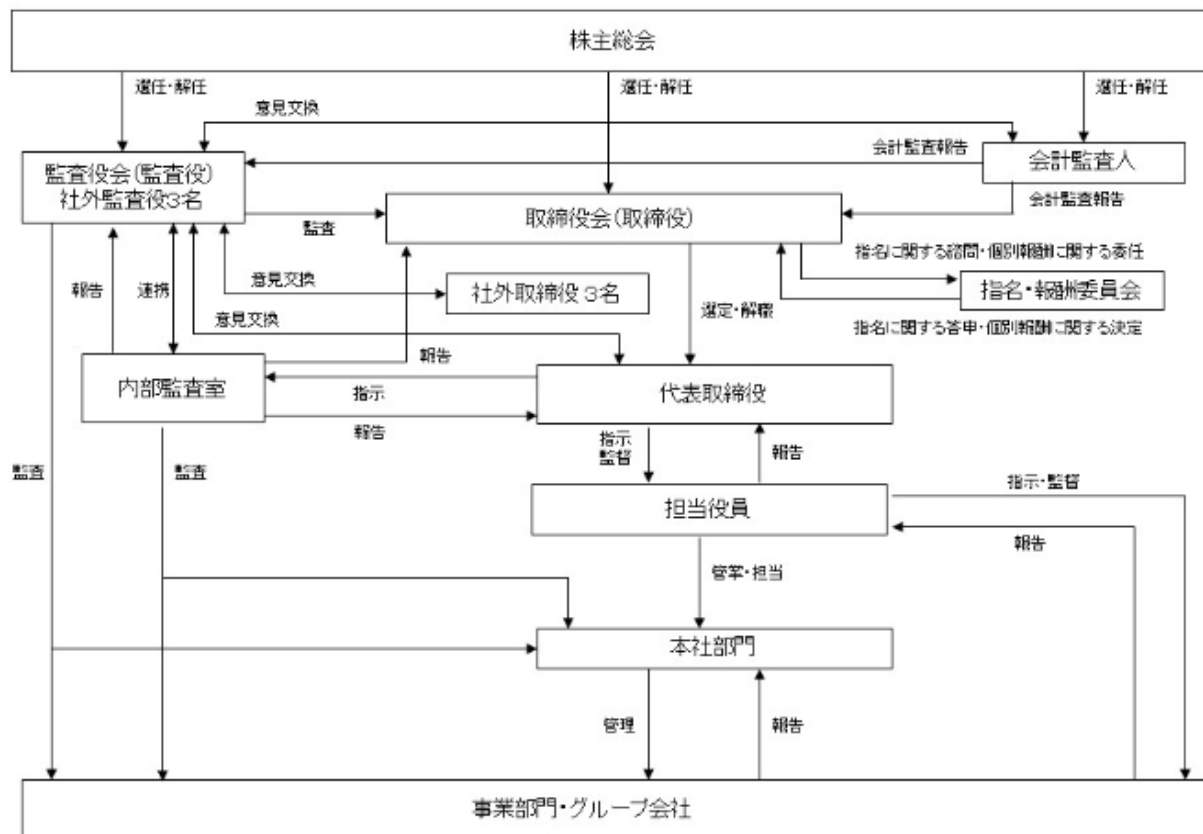 株主総会
選任・解任
選任・解任
選任・解任
意見交換
監査役会(監査役)
社外監査役3名
会計監査報告
会計監査人
監査
取締役会(取締役)
会計監査報告
指名に関する諮問・個別報酬に関する委任
報告
連携
意見交換
社外取締役3名
指名・報酬委員会
意見交換
選定・解職
指名に関する答申・個別報酬に関する決定
報告
内部監査室
指示
代表取締役
報告
監査
監査
指示
監督
報告
担当役員
指示・監督
報告
管掌・担当
本社部門
管理
報告
事業部門・グループ会社